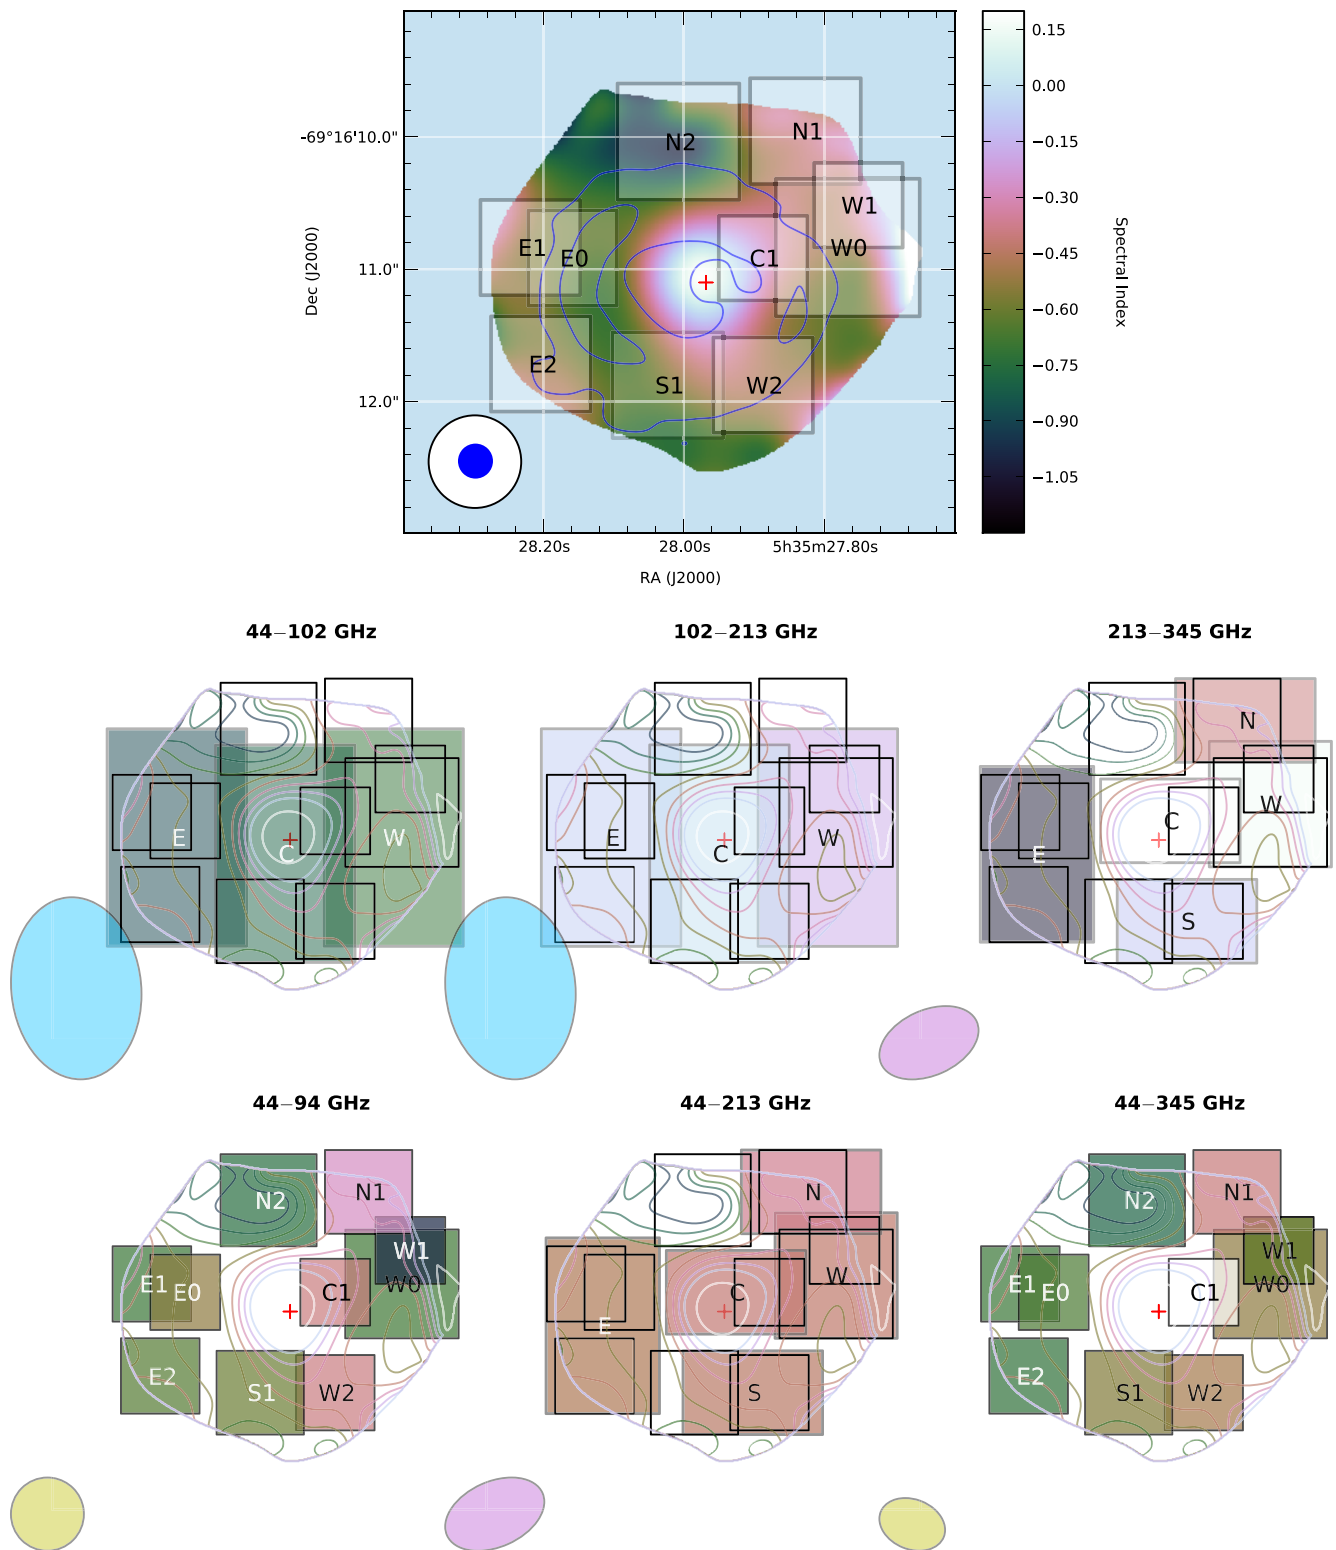 0.15
0.00
−0.15
−0.30
−0.45
−0.60
−0.75
−0.90
−1.05
Spectral Index
-69°16'10.0"
11.0"
12.0"
Dec (J2000)
N2
N1
W1
W0
E1
E0
C1
E2
S1
W2
28.20s
28.00s
5h35m27.80s
RA (J2000)
44−102 GHz
102−213 GHz
213−345 GHz
E
C
W
E
C
W
N
W
C
E
S
44−94 GHz
44−213 GHz
44−345 GHz
N2
N1
W1
W0
E1
E0
C1
E2
S1
W2
N
W
C
E
S
N2
N1
W1
W0
E1
E0
C1
E2
S1
W2